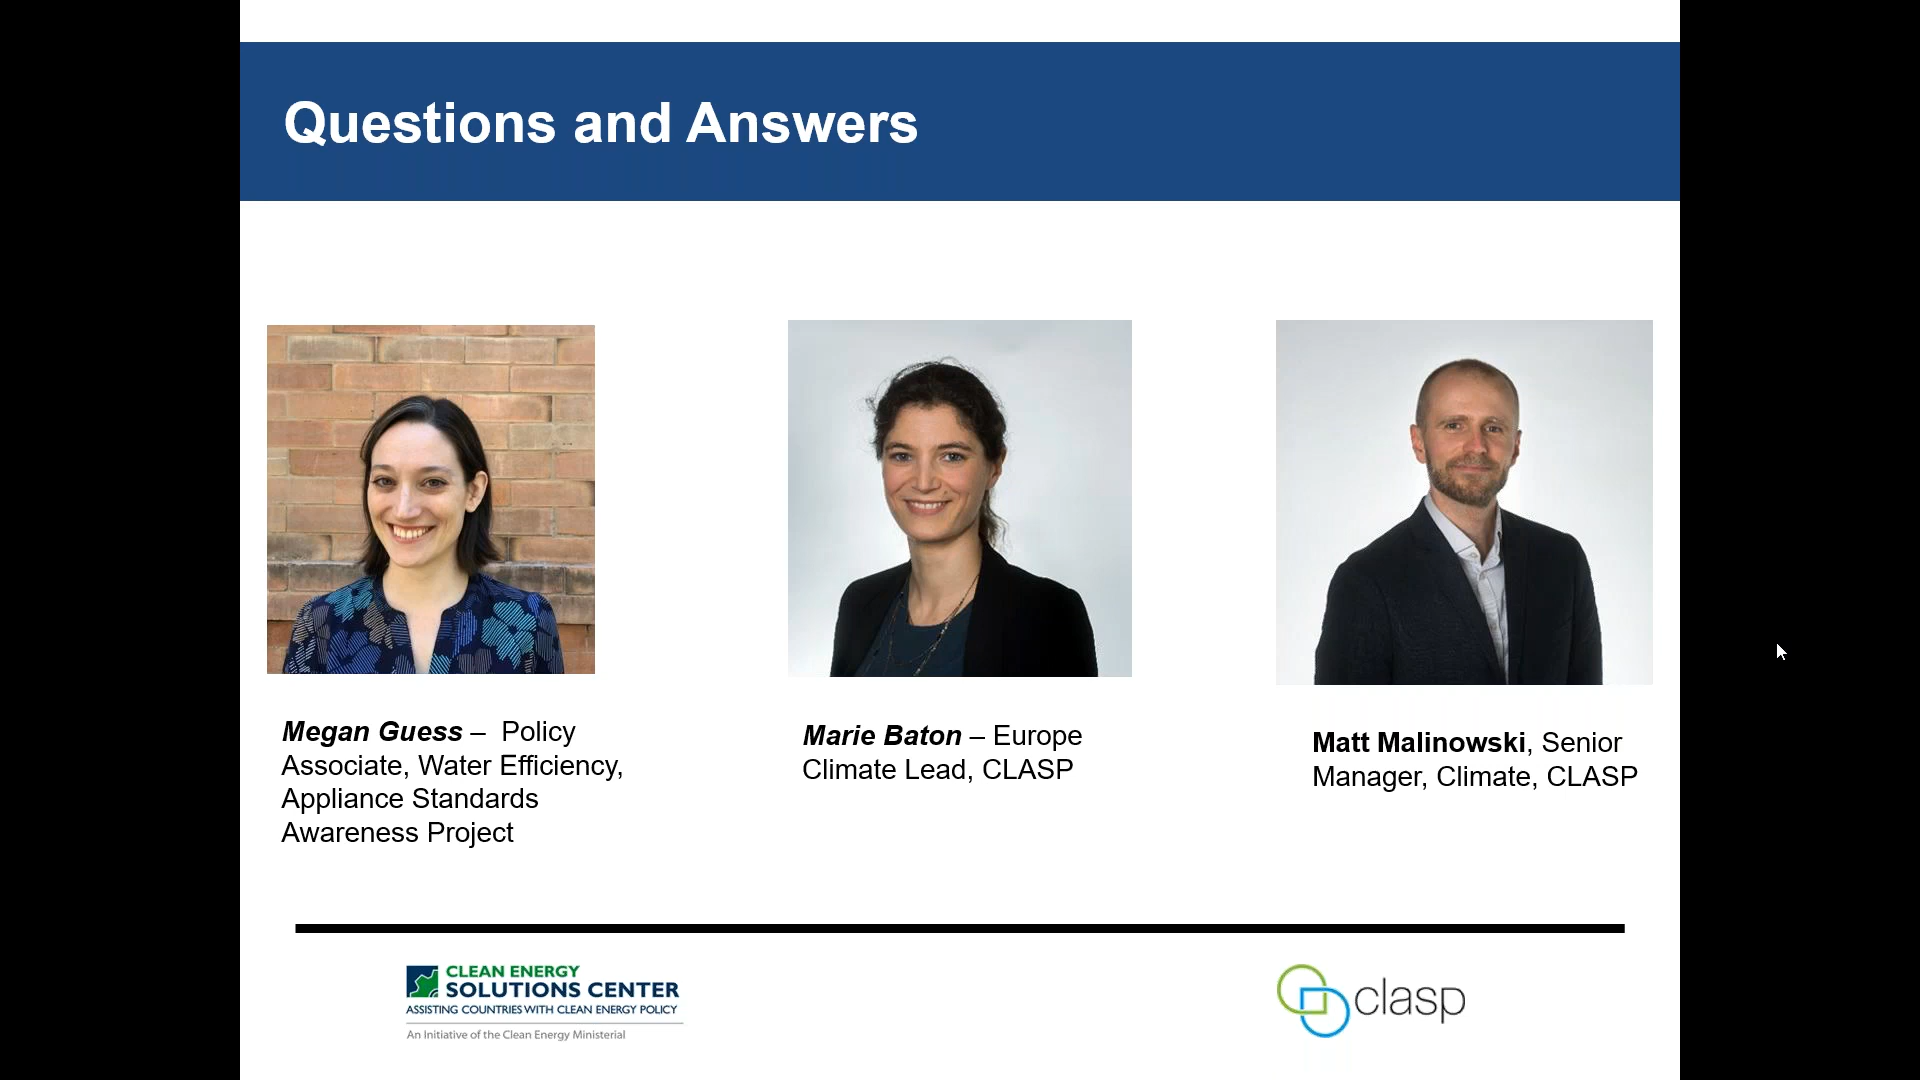 Questions and Answers
Megan Guess –  Policy
Associate, Water Efficiency,
Appliance Standards
Awareness Project
Marie Baton – Europe
Climate Lead, CLASP
Matt Malinowski, Senior
Manager, Climate, CLASP
CLEAN ENERGY
SOLUTIONS CENTER
ASSISTING COUNTRIES WITH CLEAN ENERGY POLICY
An Initiative of the Clean Energy Ministerial
clasp